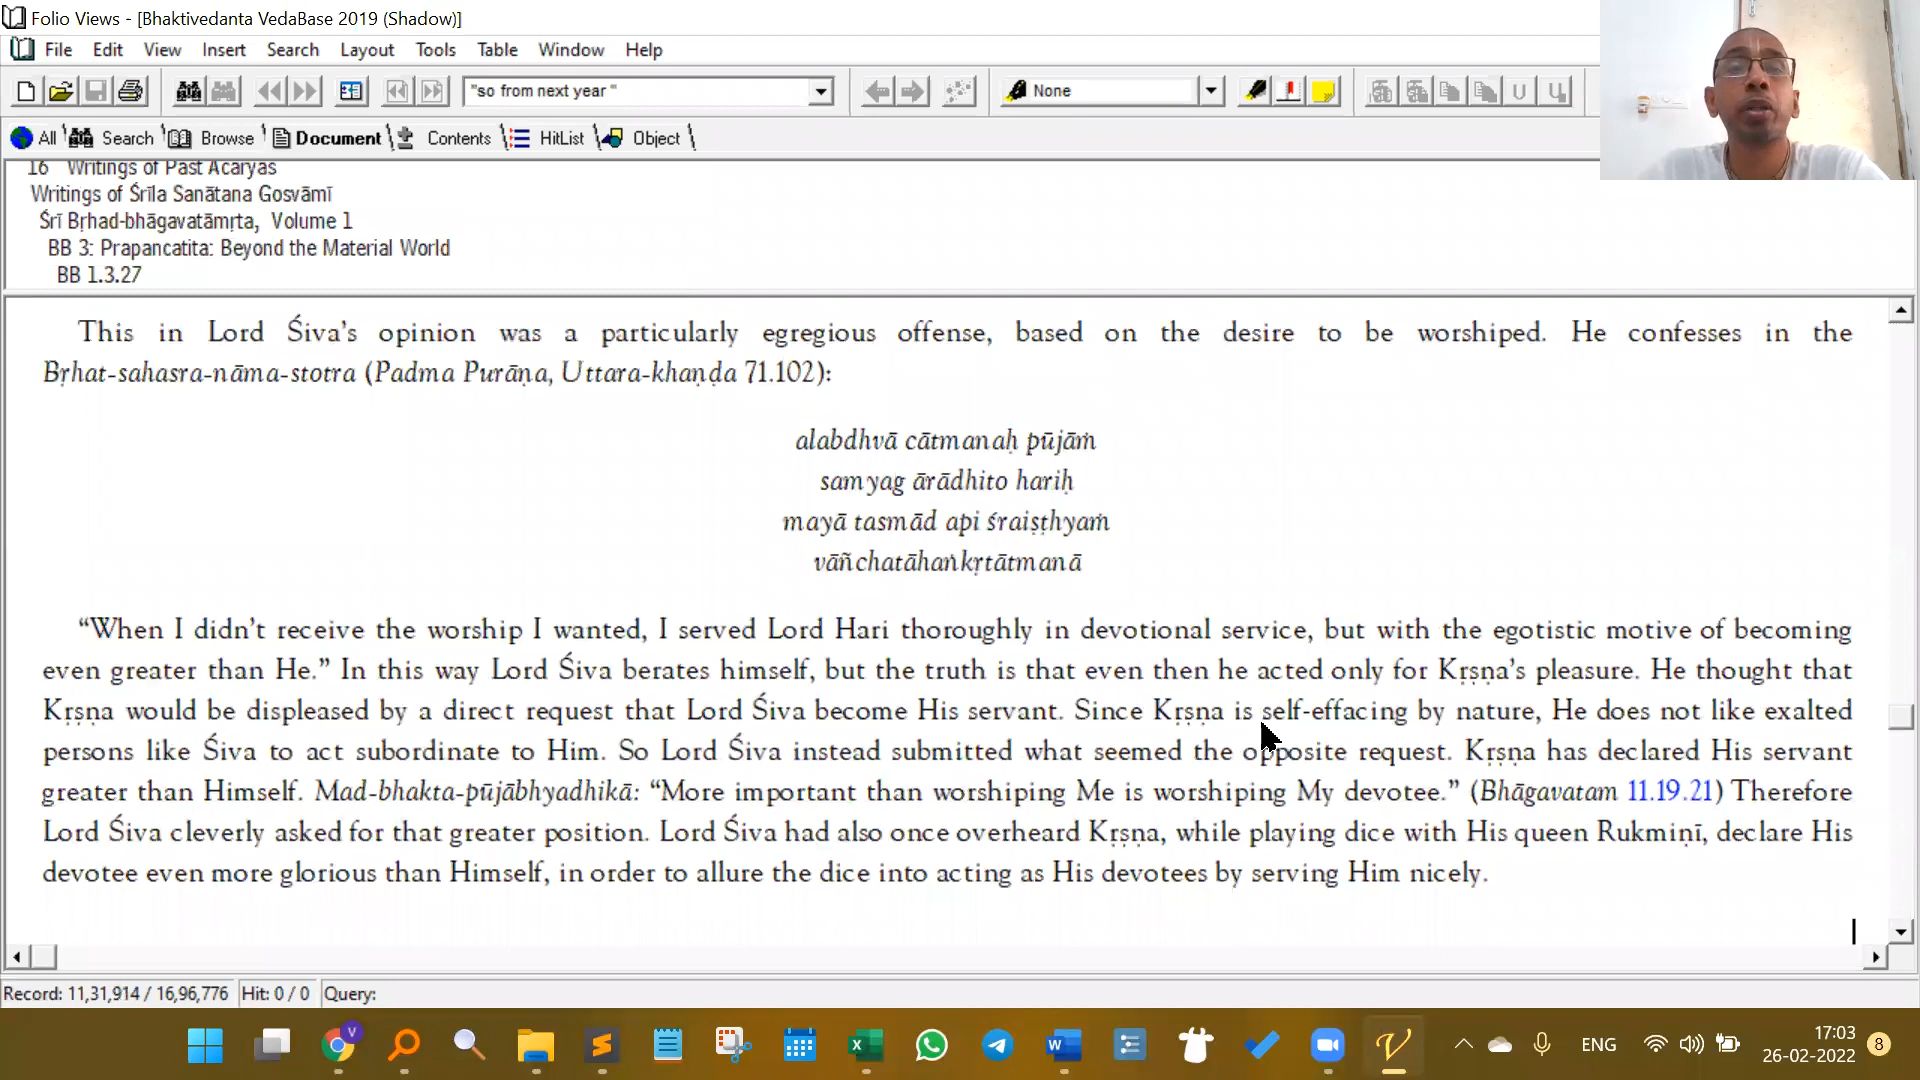 Folio Views - [Bhaktivedanta VedaBase 2019 (Shadow)]
File Edit View Insert Search Layout Tools Table Window Help
"so from next year " None
All Search Browse Document Contents HitList Object
16 Writings of Past Acaryas
Writings of Śrīla Sanātana Gosvāmī
Śrī Bṛhad-bhāgavatāmṛta, Volume 1
BB 3: Prapancatita: Beyond the Material World
BB 1.3.27
This in Lord Śiva's opinion was a particularly egregious offense, based on the desire to be worshiped. He confesses in the
Bṛhat-sahasra-nāma-stotra (Padma Purāṇa, Uttara-khaṇḍa 71.102):
alabdhvā cātmanaḥ pūjāṁ
samyag ārādhito hariḥ
mayā tasmād api śraiṣṭhyaṁ
vāñchatāhaṅkṛtātmanā
“When I didn't receive the worship I wanted, I served Lord Hari thoroughly in devotional service, but with the egotistic motive of becoming
even greater than He.” In this way Lord Śiva berates himself, but the truth is that even then he acted only for Kṛṣṇa's pleasure. He thought that
Kṛṣṇa would be displeased by a direct request that Lord Śiva become His servant. Since Kṛṣṇa is self-effacing by nature, He does not like exalted
persons like Śiva to act subordinate to Him. So Lord Śiva instead submitted what seemed the opposite request. Kṛṣṇa has declared His servant
greater than Himself. Mad-bhakta-pūjābhyadhikā: “More important than worshiping Me is worshiping My devotee.” (Bhāgavatam 11.19.21) Therefore
Lord Śiva cleverly asked for that greater position. Lord Śiva had also once overheard Kṛṣṇa, while playing dice with His queen Rukmiṇī, declare His
devotee even more glorious than Himself, in order to allure the dice into acting as His devotees by serving Him nicely.
Record: 11,31,914 / 16,96,776 Hit: 0 / 0 Query:
ENG 17:03
26-02-2022 8